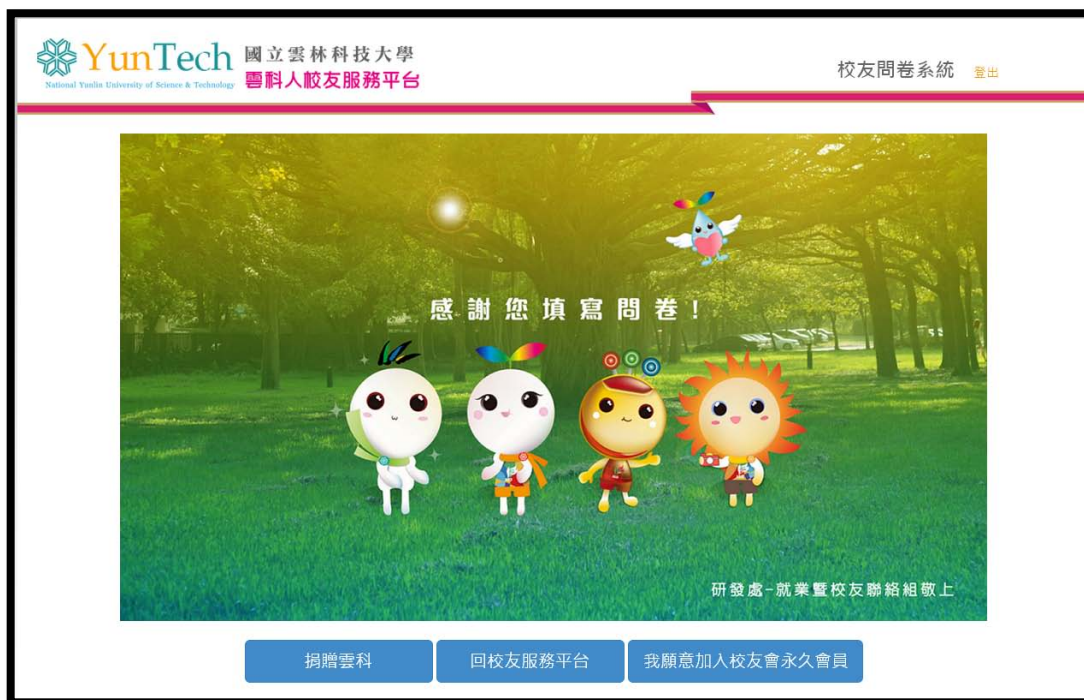 YunTech
National Yunlin University of Science & Technology
國立雲林科技大學
雲科人校友服務平台
校友問卷系統 登出
感謝您填寫問卷!
研發處-就業暨校友聯絡組敬上
捐贈雲科 回校友服務平台 我願意加入校友會永久會員